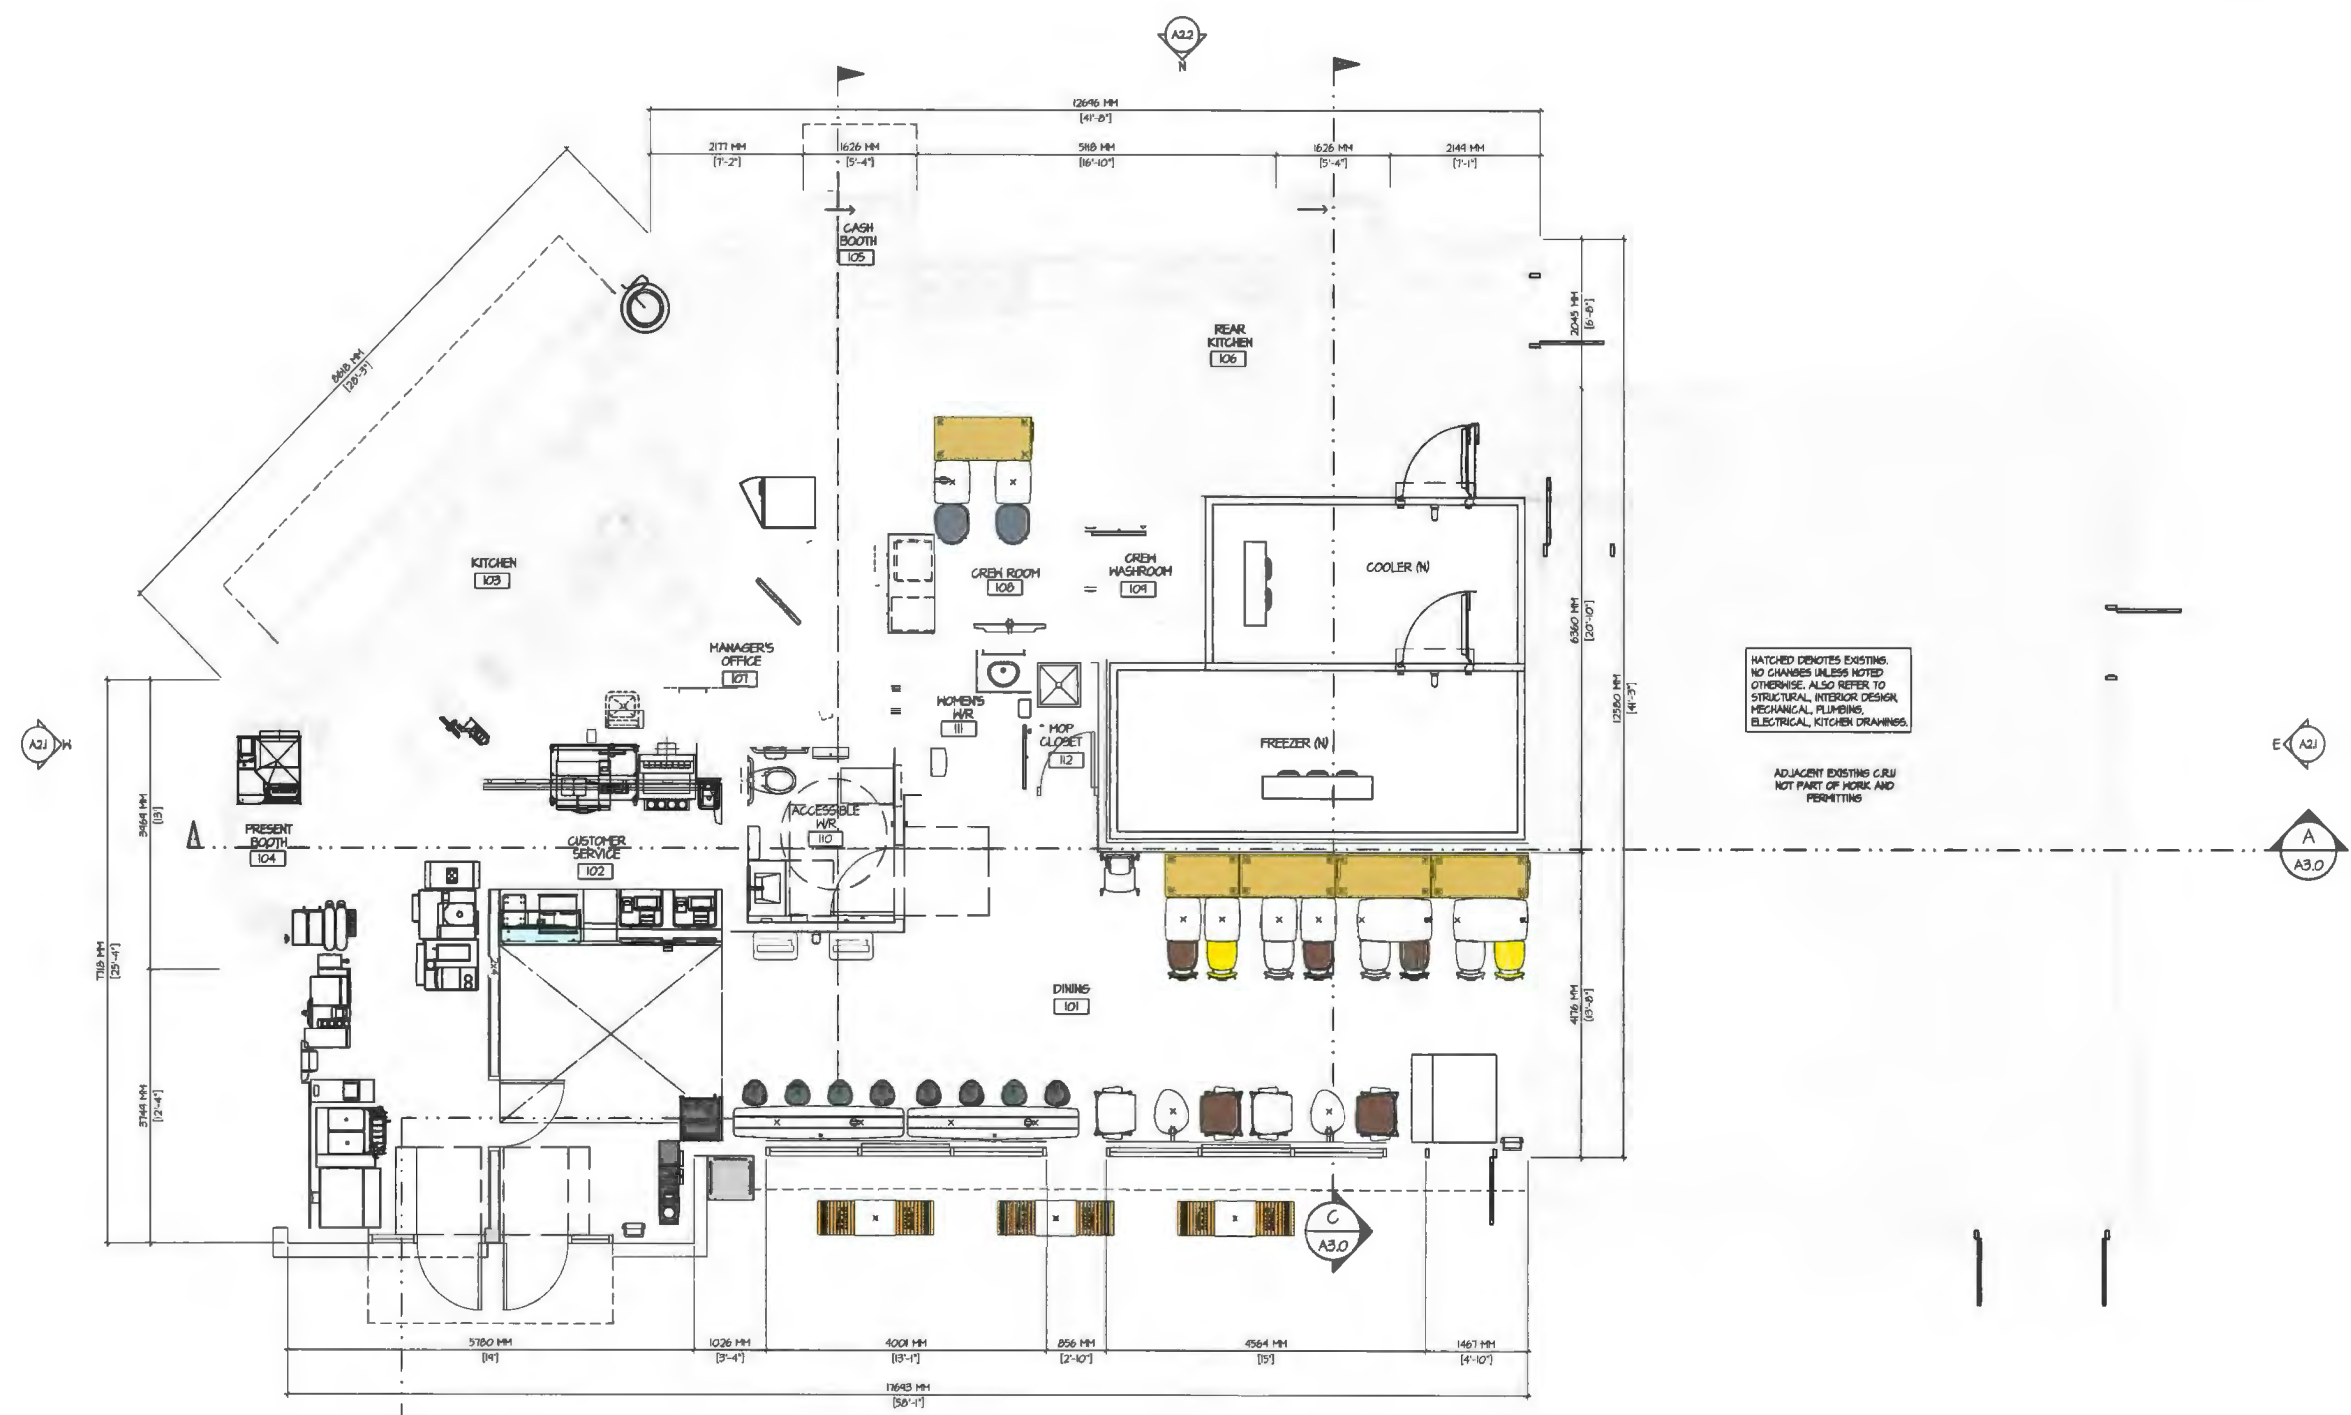 A2.2
N
12696 MM
[41'-8"]
2177 MM
[7'-2"]
1626 MM
[5'-4"]
5118 MM
[16'-10"]
1626 MM
[5'-4"]
2149 MM
[7'-1"]
CASH
BOOTH
105
8618 MM
[28'-3"]
REAR
KITCHEN
106
2045 MM
[6'-8"]
KITCHEN
103
CREW ROOM
108
CREW
WASHROOM
109
COOLER (N)
6360 MM
[20'-10"]
MANAGER'S
OFFICE
107
HATCHED DENOTES EXISTING.
NO CHANGES UNLESS NOTED
OTHERWISE. ALSO REFER TO
STRUCTURAL, INTERIOR DESIGN,
MECHANICAL, PLUMBING,
ELECTRICAL, KITCHEN DRAWINGS.
12580 MM
[41'-3"]
WOMEN'S
W/R
111
MOP
CLOSET
112
FREEZER (N)
A2.1
W
E
A2.1
ADJACENT EXISTING C.R.U
NOT PART OF WORK AND
PERMITTING
3964 MM
[13']
PRESENT
BOOTH
104
CUSTOMER
SERVICE
102
ACCESSIBLE
W/R
110
A
A3.0
7718 MM
[25'-4"]
2x4
8
DINING
101
4176 MM
[13'-8"]
3744 MM
[12'-4"]
C
A3.0
5780 MM
[19']
1026 MM
[3'-4"]
4001 MM
[13'-1"]
856 MM
[2'-10"]
4564 MM
[15']
1467 MM
[4'-10"]
17693 MM
[58'-1"]